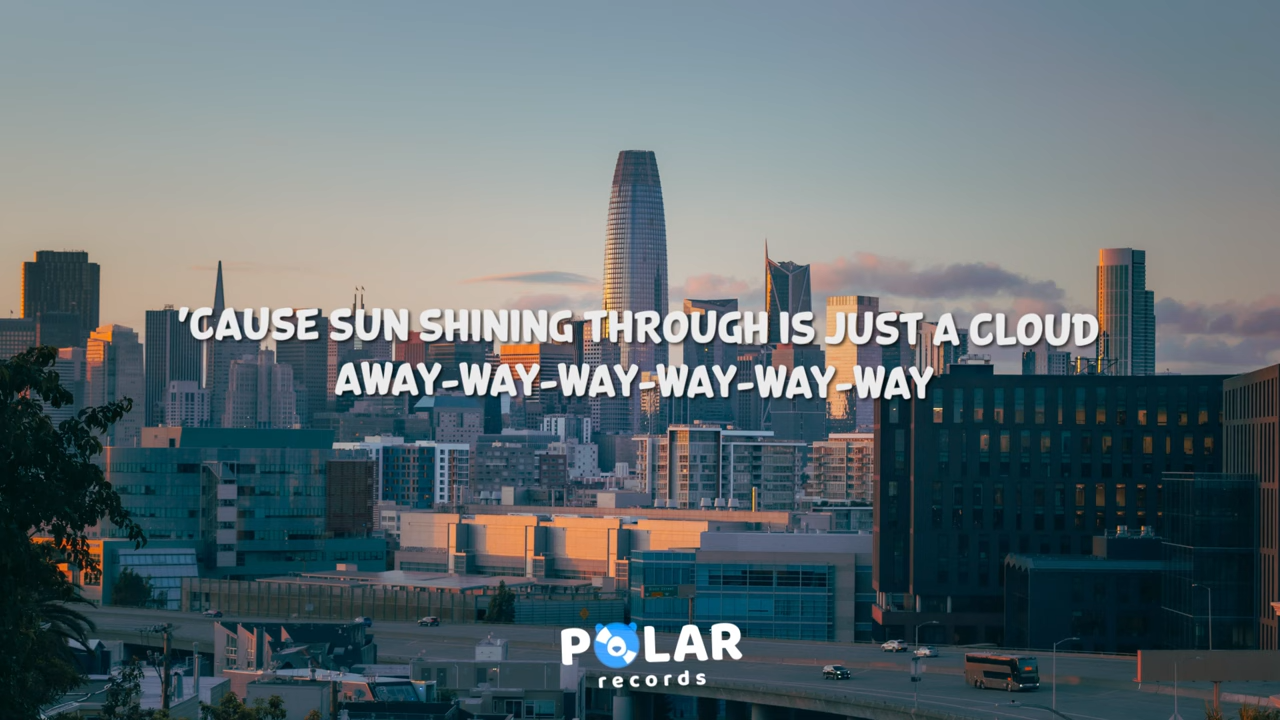 'CAUSE SUN SHINING THROUGH IS JUST A CLOUD
AWAY-WAY-WAY-WAY-WAY-WAY
POLAR
records